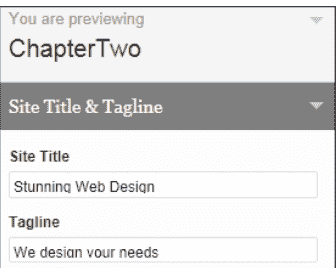 You are previewing
ChapterTwo
Site Title & Tagline
Site Title
Stunning Web Design
Tagline
We design your needs